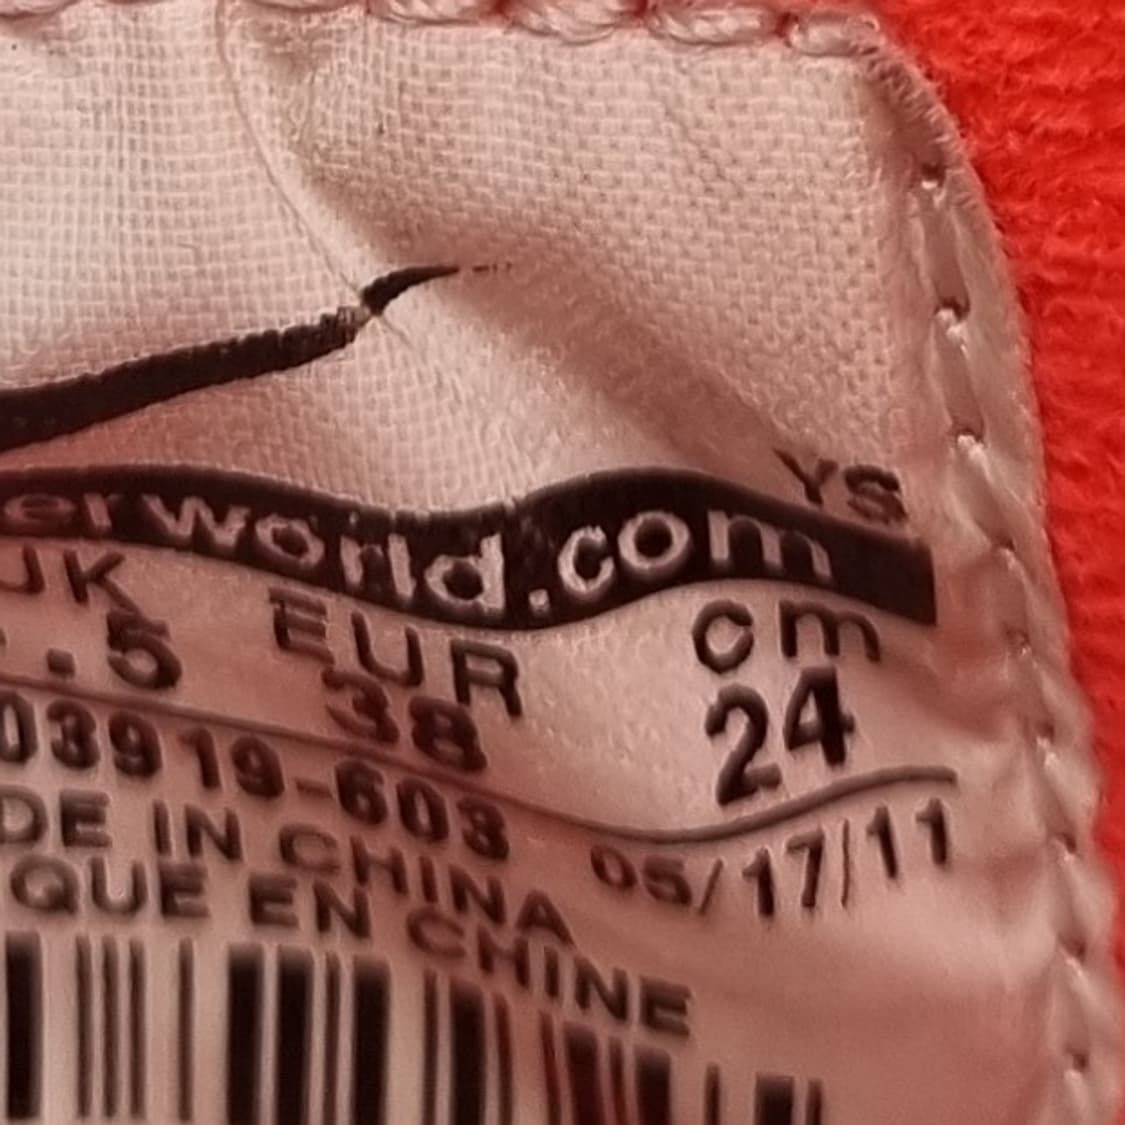 YS
erworld.com
UK EUR cm
.5 38 24
03919-603 05/17/11
DE IN CHINA
QUE EN CHINE